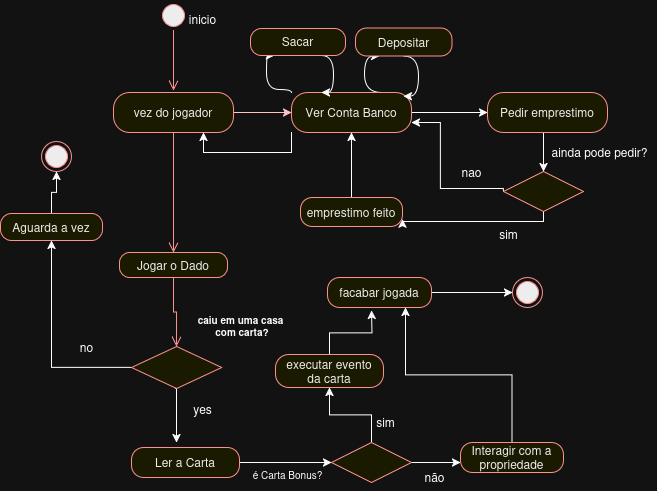 inicio
Sacar
Depositar
vez do jogador
Ver Conta Banco
Pedir emprestimo
ainda pode pedir?
nao
emprestimo feito
sim
Aguarda a vez
Jogar o Dado
caiu em uma casa
com carta?
facabar jogada
no
executar evento
da carta
yes
sim
Ler a Carta
é Carta Bonus?
não
Interagir com a
propriedade